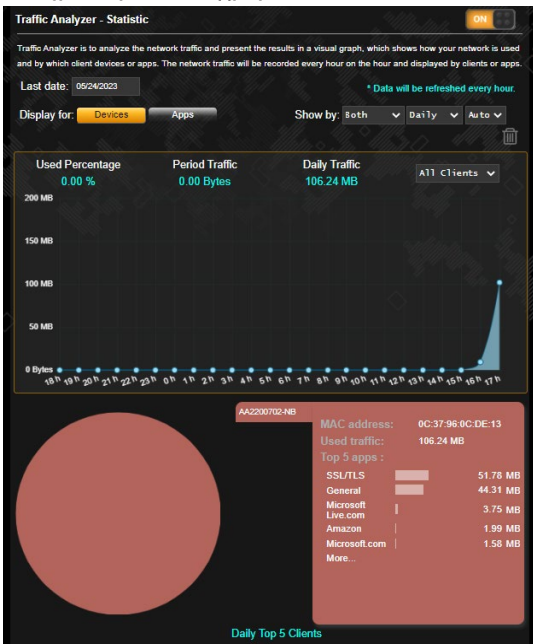 Traffic Analyzer - Statistic ON
Traffic Analyzer is to analyze the network traffic and present the results in a visual graph, which shows how your network is used
and by which client devices or apps. The network traffic will be recorded every hour on the hour and displayed by clients or apps.
Last date: 05/24/2023
* Data will be refreshed every hour.
Display for: Devices Apps Show by: Both Daily Auto
Used Percentage Period Traffic Daily Traffic
0.00 % 0.00 Bytes 106.24 MB
All Clients
200 MB
150 MB
100 MB
50 MB
0 Bytes
18 h 19 h 20 h 21 h 22 h 23 h 0 h 1 h 2 h 3 h 4 h 5 h 6 h 7 h 8 h 9 h 10 h 11 h 12 h 13 h 14 h 15 h 16 h 17 h
AA2200702-NB
MAC address: 0C:37:96:0C:DE:13
Used traffic: 106.24 MB
Top 5 apps :
SSL/TLS 51.78 MB
General 44.31 MB
Microsoft
Live.com 3.75 MB
Amazon 1.99 MB
Microsoft.com 1.58 MB
More...
Daily Top 5 Clients